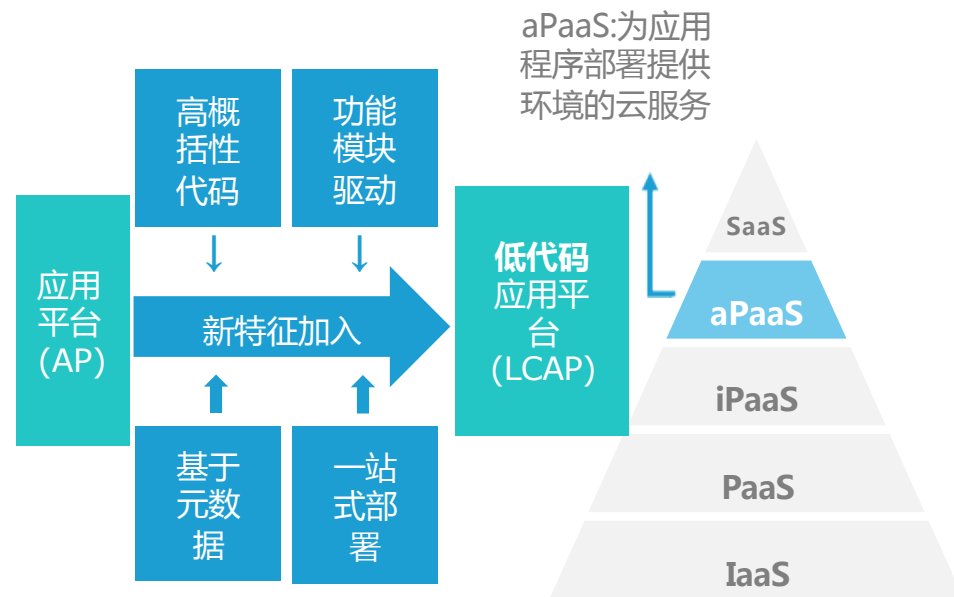 aPaaS:为应用
程序部署提供
环境的云服务
高概
括性
代码
功能
模块
驱动
应用
平台
（AP）
新特征加入
低代码
应用平
台
（LCAP）
基于
元数
据
一站
式部
署
SaaS
aPaaS
iPaaS
PaaS
IaaS